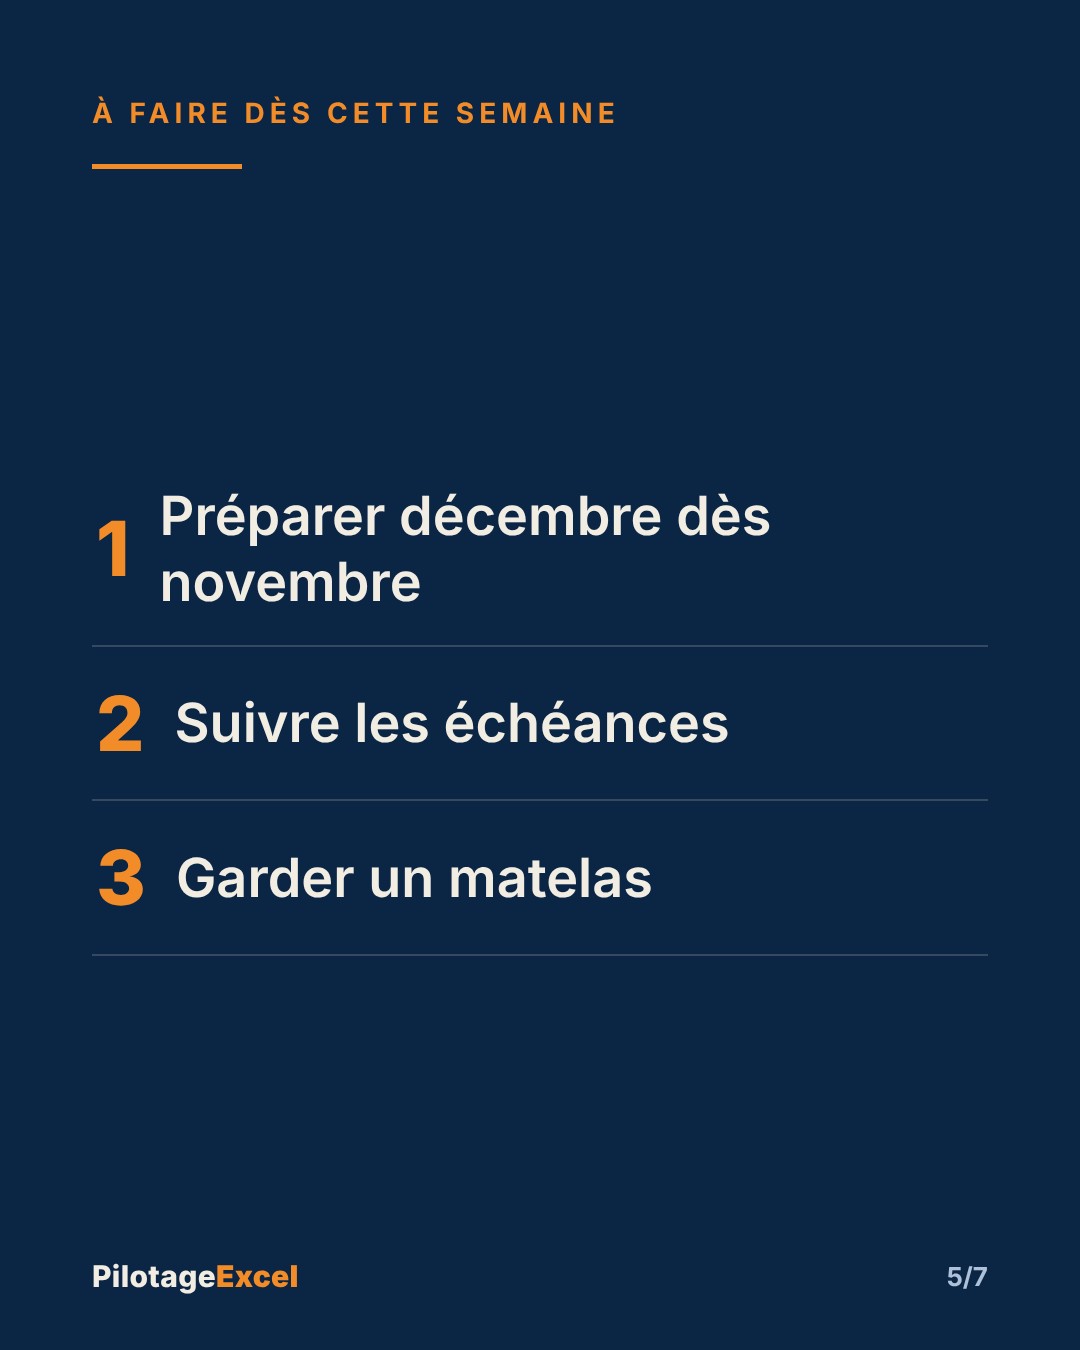 À FAIRE DÈS CETTE SEMAINE
1 Préparer décembre dès
novembre
2 Suivre les échéances
3 Garder un matelas
PilotageExcel
5/7